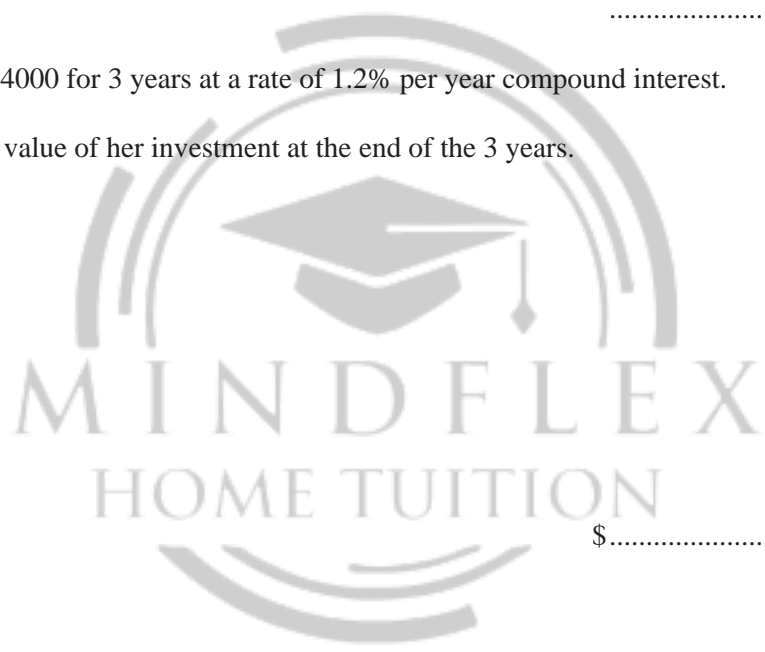 .....................
4000 for 3 years at a rate of 1.2% per year compound interest.
value of her investment at the end of the 3 years.
MINDFLEX
HOME TUITION
$.....................